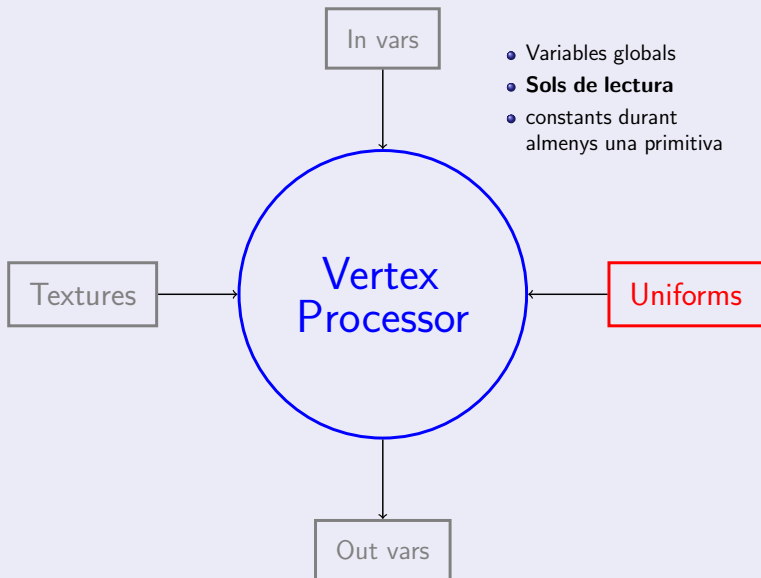 In vars
Variables globals
Sols de lectura
constants durant
almenys una primitiva
Textures
Vertex
Processor
Uniforms
Out vars